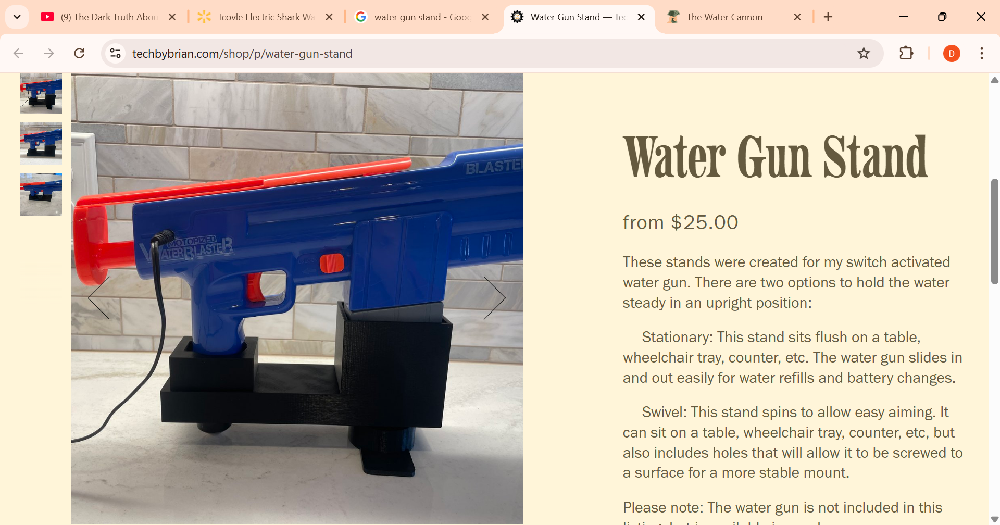 (9) The Dark Truth Abou
Tcovle Electric Shark Wa
water gun stand - Goog
Water Gun Stand — Tec
The Water Cannon
techbybrian.com/shop/p/water-gun-stand
D
BLASTE
MOTORIZED
WATERBLASTER
Water Gun Stand
from $25.00
These stands were created for my switch activated
water gun. There are two options to hold the water
steady in an upright position:
Stationary: This stand sits flush on a table,
wheelchair tray, counter, etc. The water gun slides in
and out easily for water refills and battery changes.
Swivel: This stand spins to allow easy aiming. It
can sit on a table, wheelchair tray, counter, etc, but
also includes holes that will allow it to be screwed to
a surface for a more stable mount.
Please note: The water gun is not included in this